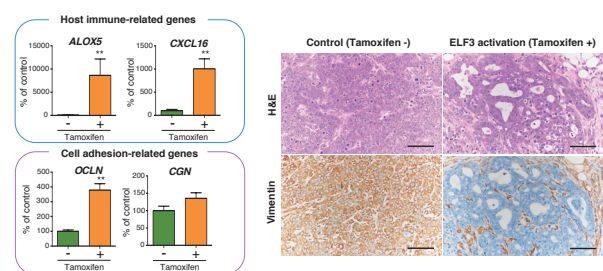 Host immune-related genes
ALOX5
% of control
15000
10000
5000
0
**
- +
Tamoxifen
CXCL16
% of control
1500
1000
500
0
**
- +
Tamoxifen
Cell adhesion-related genes
OCLN
% of control
500
400
300
200
100
0
**
- +
Tamoxifen
CGN
% of control
200
150
100
50
0
- +
Tamoxifen
Control (Tamoxifen -)
ELF3 activation (Tamoxifen +)
H&E
Vimentin